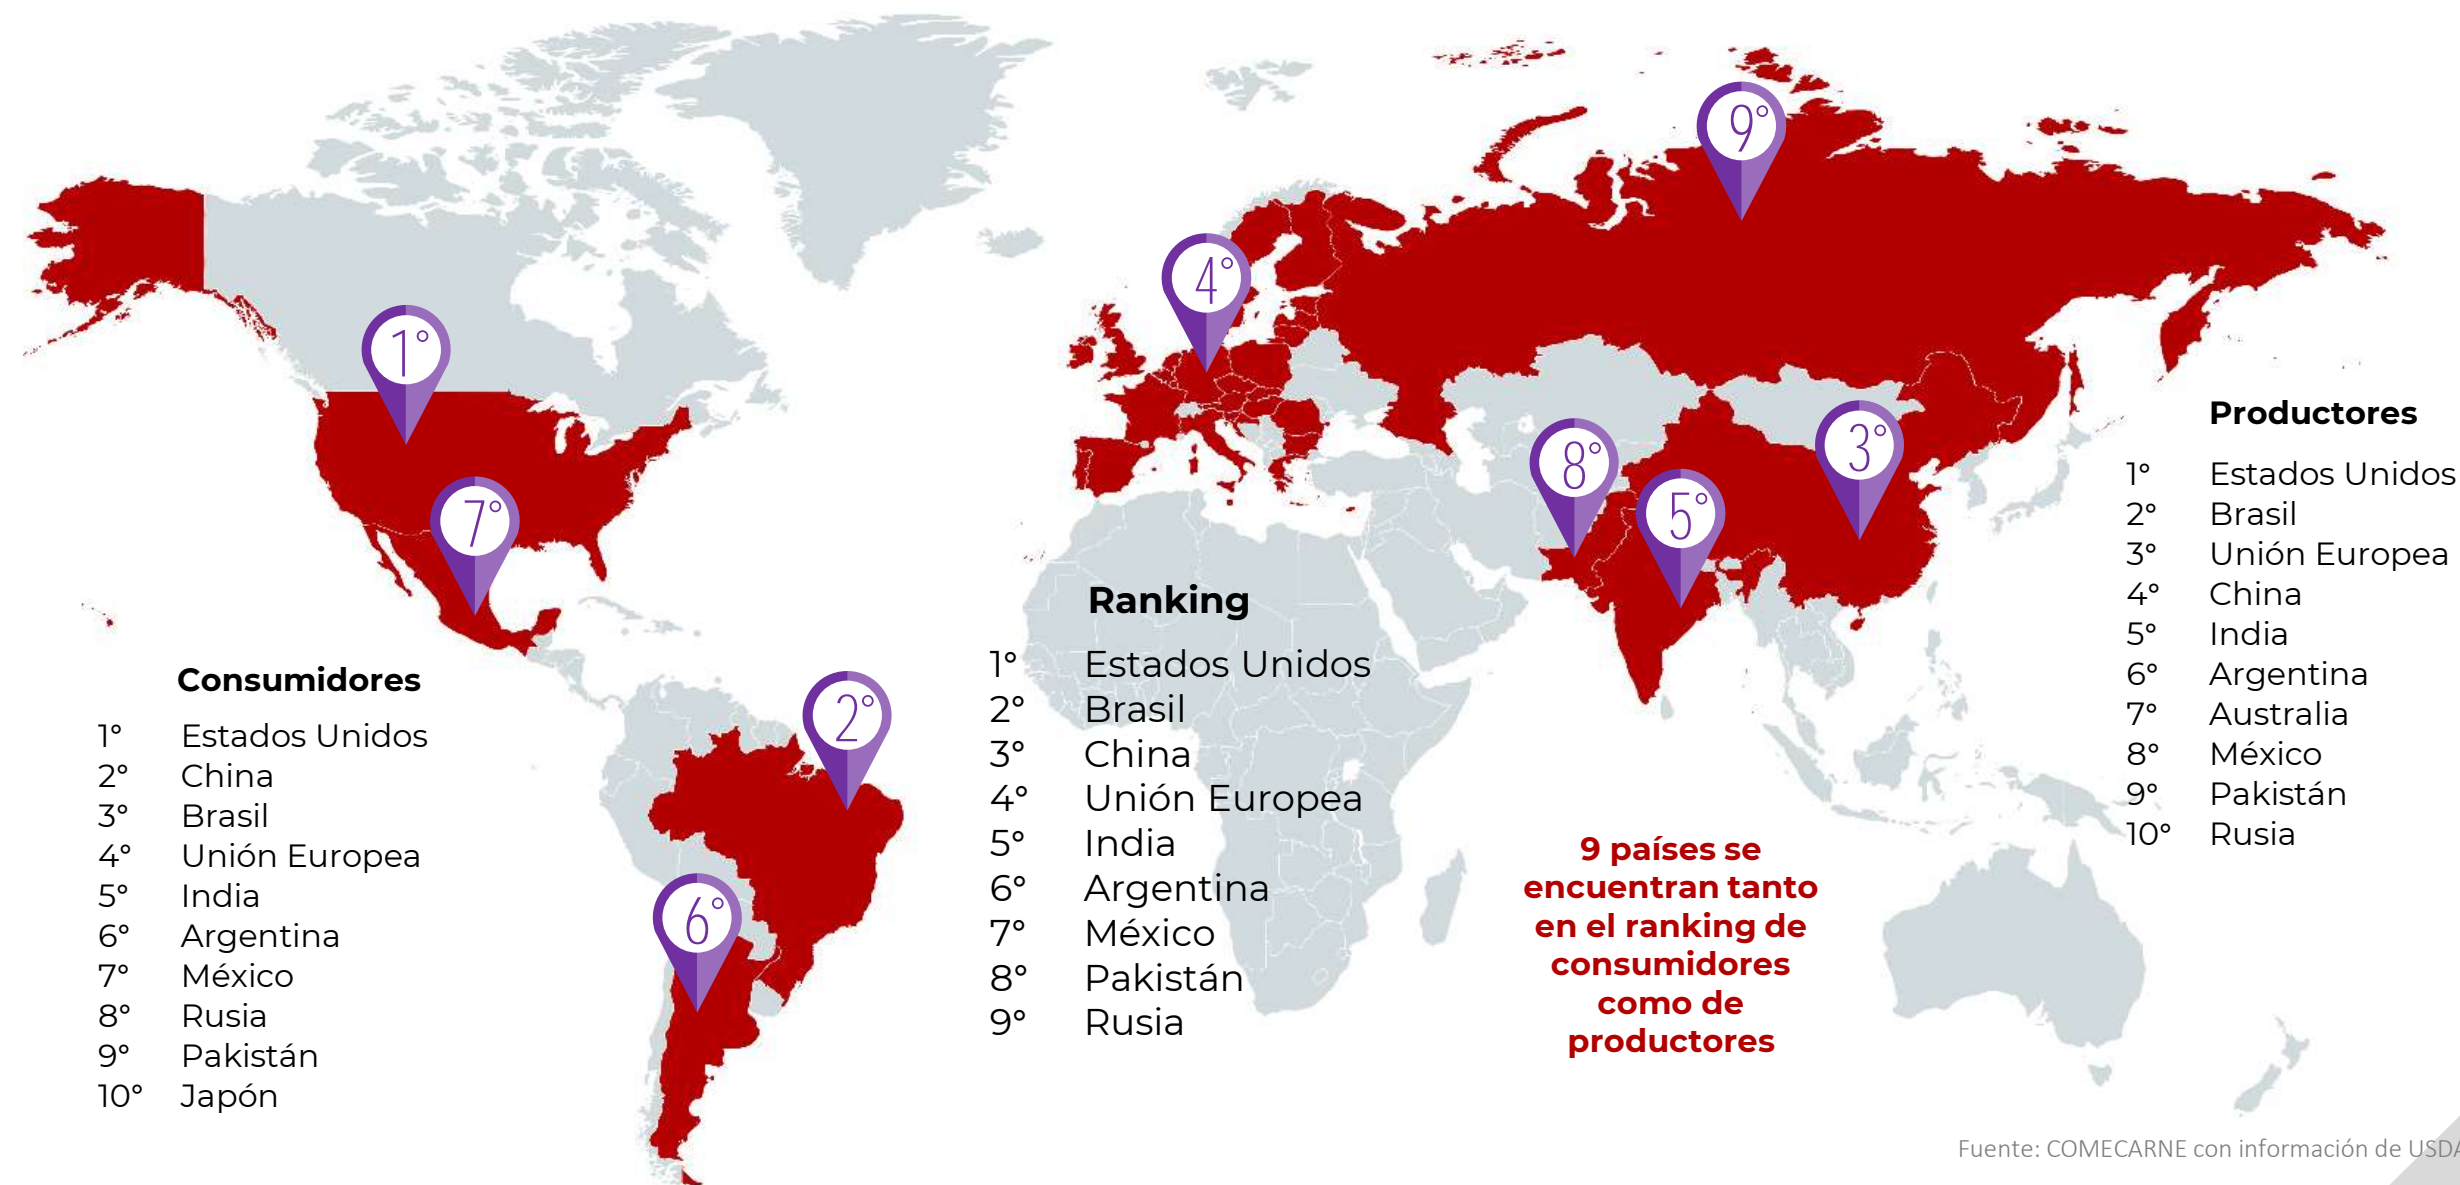 9°
4°
1°
3°
8°
5°
7°
2°
6°
Consumidores
1° Estados Unidos
2° China
3° Brasil
4° Unión Europea
5° India
6° Argentina
7° México
8° Rusia
9° Pakistán
10° Japón
Ranking
1° Estados Unidos
2° Brasil
3° China
4° Unión Europea
5° India
6° Argentina
7° México
8° Pakistán
9° Rusia
9 países se
encuentran tanto
en el ranking de
consumidores
como de
productores
Productores
1° Estados Unidos
2° Brasil
3° Unión Europea
4° China
5° India
6° Argentina
7° Australia
8° México
9° Pakistán
10° Rusia
Fuente: COMECARNE con información de USDA